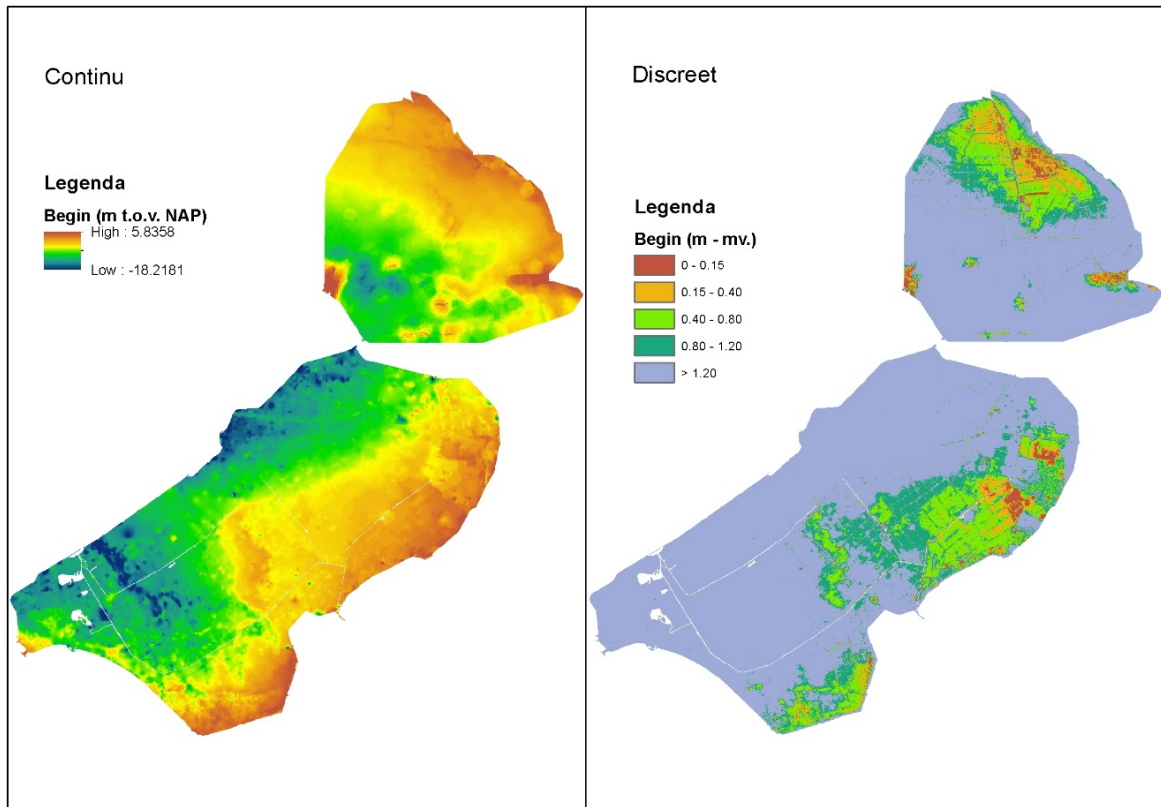 Continu
Legenda
Begin (m t.o.v. NAP)
High : 5.8358
Low : -18.2181
Discreet
Legenda
Begin (m - mv.)
0 - 0.15
0.15 - 0.40
0.40 - 0.80
0.80 - 1.20
> 1.20